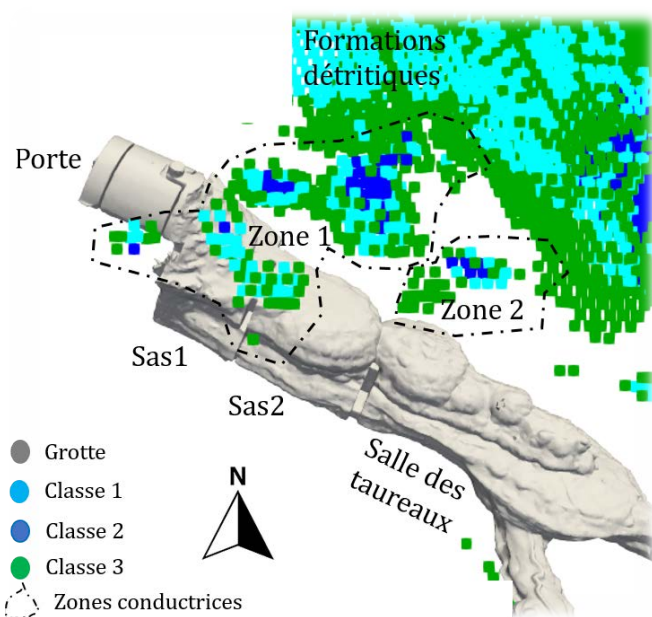 Formations
détritiques
Porte
Zone 1
Zone 2
Sas1
Sas2
Salle des
taureaux
N
Grotte
Classe 1
Classe 2
Classe 3
Zones conductrices